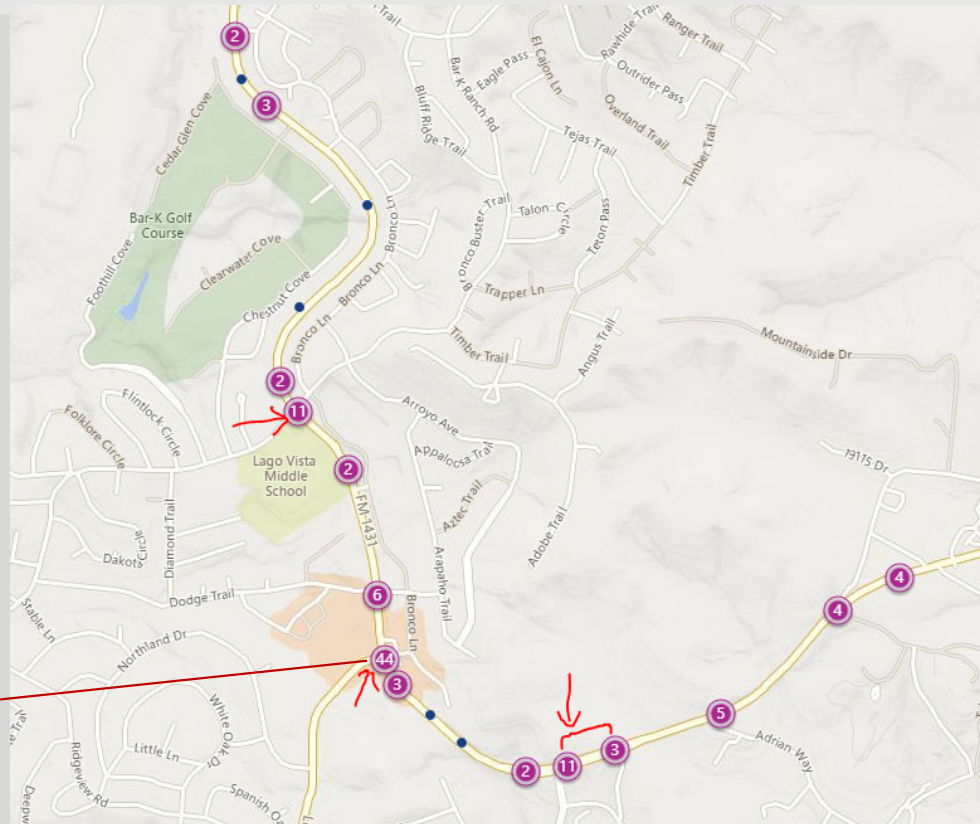 Trail
Ranger Trail
Rawhide Trail
2
El Cajon Ln
Eagle Pass
Bar-K Ranch Rd
Outrider Pass
3
Bluff Ridge Trail
Overland Trail
Cedar Glen Cove
Tejas Trail
Timber Trail
Bar-K Golf
Course
Bronco Ln
Bronco Buster Trail
Talon Circle
Teton Pass
Foothill Cove
Clearwater Cove
Chestnut Cove
Bronco Ln
Trapper Ln
Bronco Ln
Timber Trail
Angus Trail
Mountainside Dr
2
11
Flintlock Circle
Folklore Circle
Arroyo Ave
Appaloosa Trail
Lago Vista
Middle
School
2
19115 Dr
FM-1431
Aztec Trail
Diamond Trail
Dakota Circle
Adobe Trail
Arapaho Trail
4
Dodge Trail
6
Bronco Ln
4
Stable Ln
Northland Dr
44
3
White Oak Dr
5
Little Ln
Adrian Way
3
11
2
Ridgeview Rd
Spanish Oa
Deepw